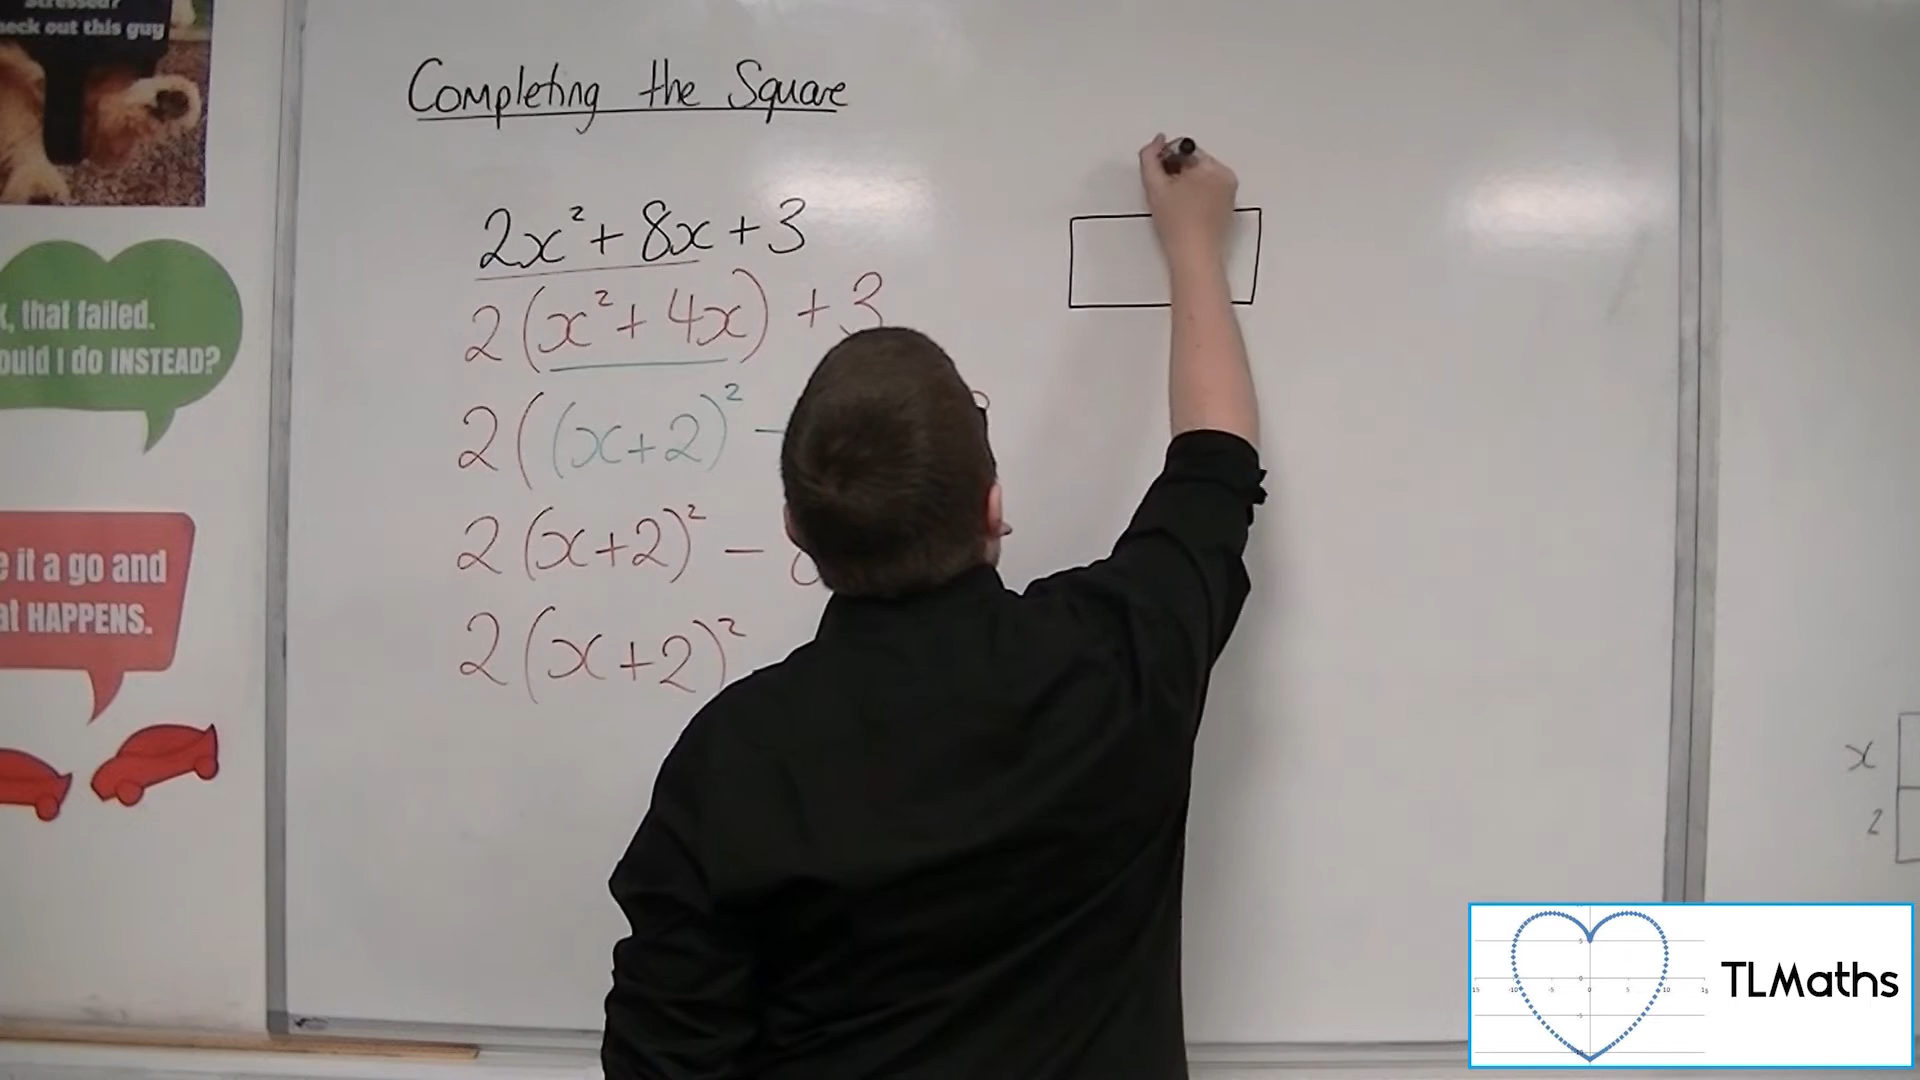 stressed?
eck out this guy
k, that failed.
ould I do INSTEAD?
e it a go and
at HAPPENS.
Completing the Square
2x² + 8x + 3
2(x² + 4x) + 3
2((x+2)² -
2(x+2)² -
2(x+2)²
x
2
TLMaths